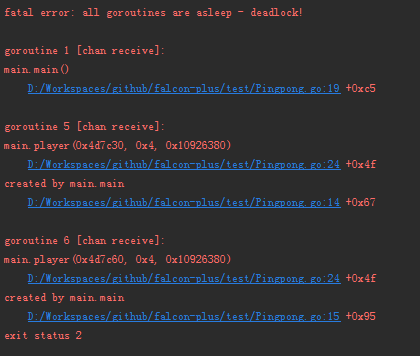 fatal error: all goroutines are asleep - deadlock!
goroutine 1 [chan receive]:
main.main()
D:/Workspaces/github/falcon-plus/test/Pingpong.go:19 +0xc5
goroutine 5 [chan receive]:
main.player(0x4d7c30, 0x4, 0x10926380)
D:/Workspaces/github/falcon-plus/test/Pingpong.go:24 +0x4f
created by main.main
D:/Workspaces/github/falcon-plus/test/Pingpong.go:14 +0x67
goroutine 6 [chan receive]:
main.player(0x4d7c60, 0x4, 0x10926380)
D:/Workspaces/github/falcon-plus/test/Pingpong.go:24 +0x4f
created by main.main
D:/Workspaces/github/falcon-plus/test/Pingpong.go:15 +0x95
exit status 2